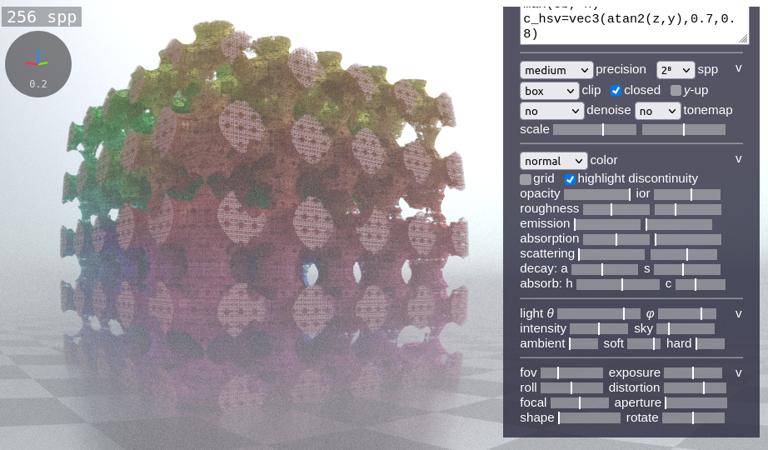 256 spp
0.2
c_hsv=vec3(atan2(z,y),0.7,0.
8)
medium precision 2⁸ spp v
box clip closed y-up
no denoise no tonemap
scale
normal color v
grid highlight discontinuity
opacity ior
roughness
emission
absorption
scattering
decay: a s
absorb: h c
light θ φ v
intensity sky
ambient soft hard
fov exposure v
roll distortion
focal aperture
shape rotate